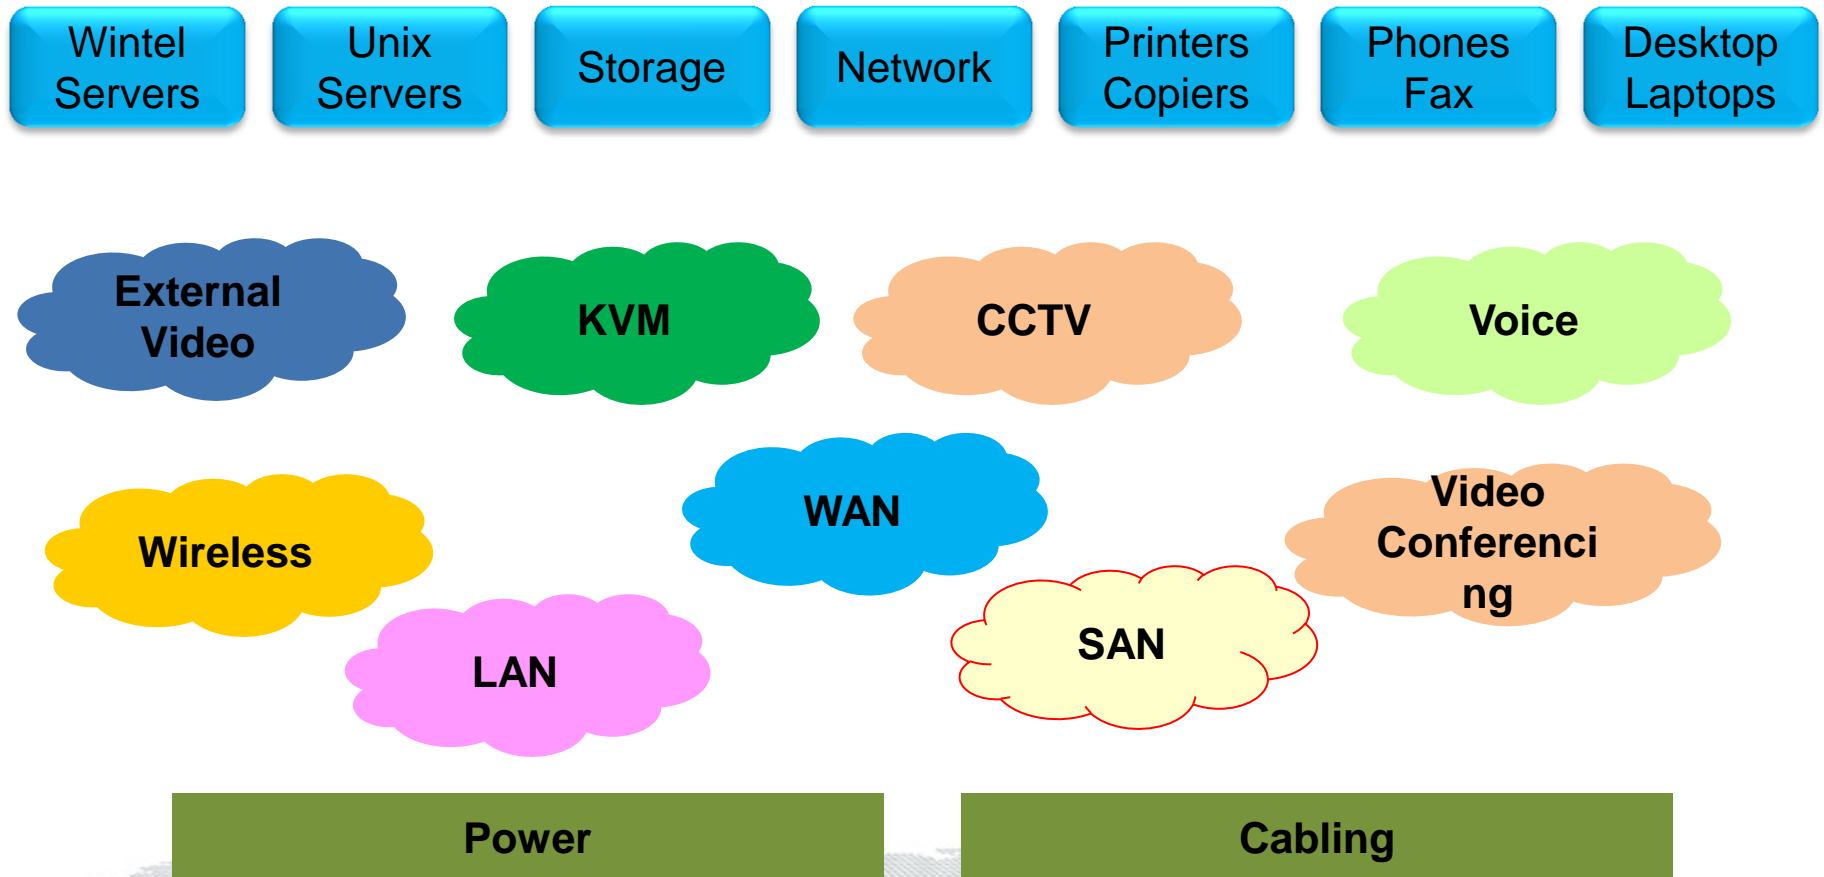 Wintel
Servers
Unix
Servers
Storage
Network
Printers
Copiers
Phones
Fax
Desktop
Laptops
External
Video
KVM
CCTV
Voice
Wireless
WAN
Video
Conferenci
ng
LAN
SAN
Power
Cabling